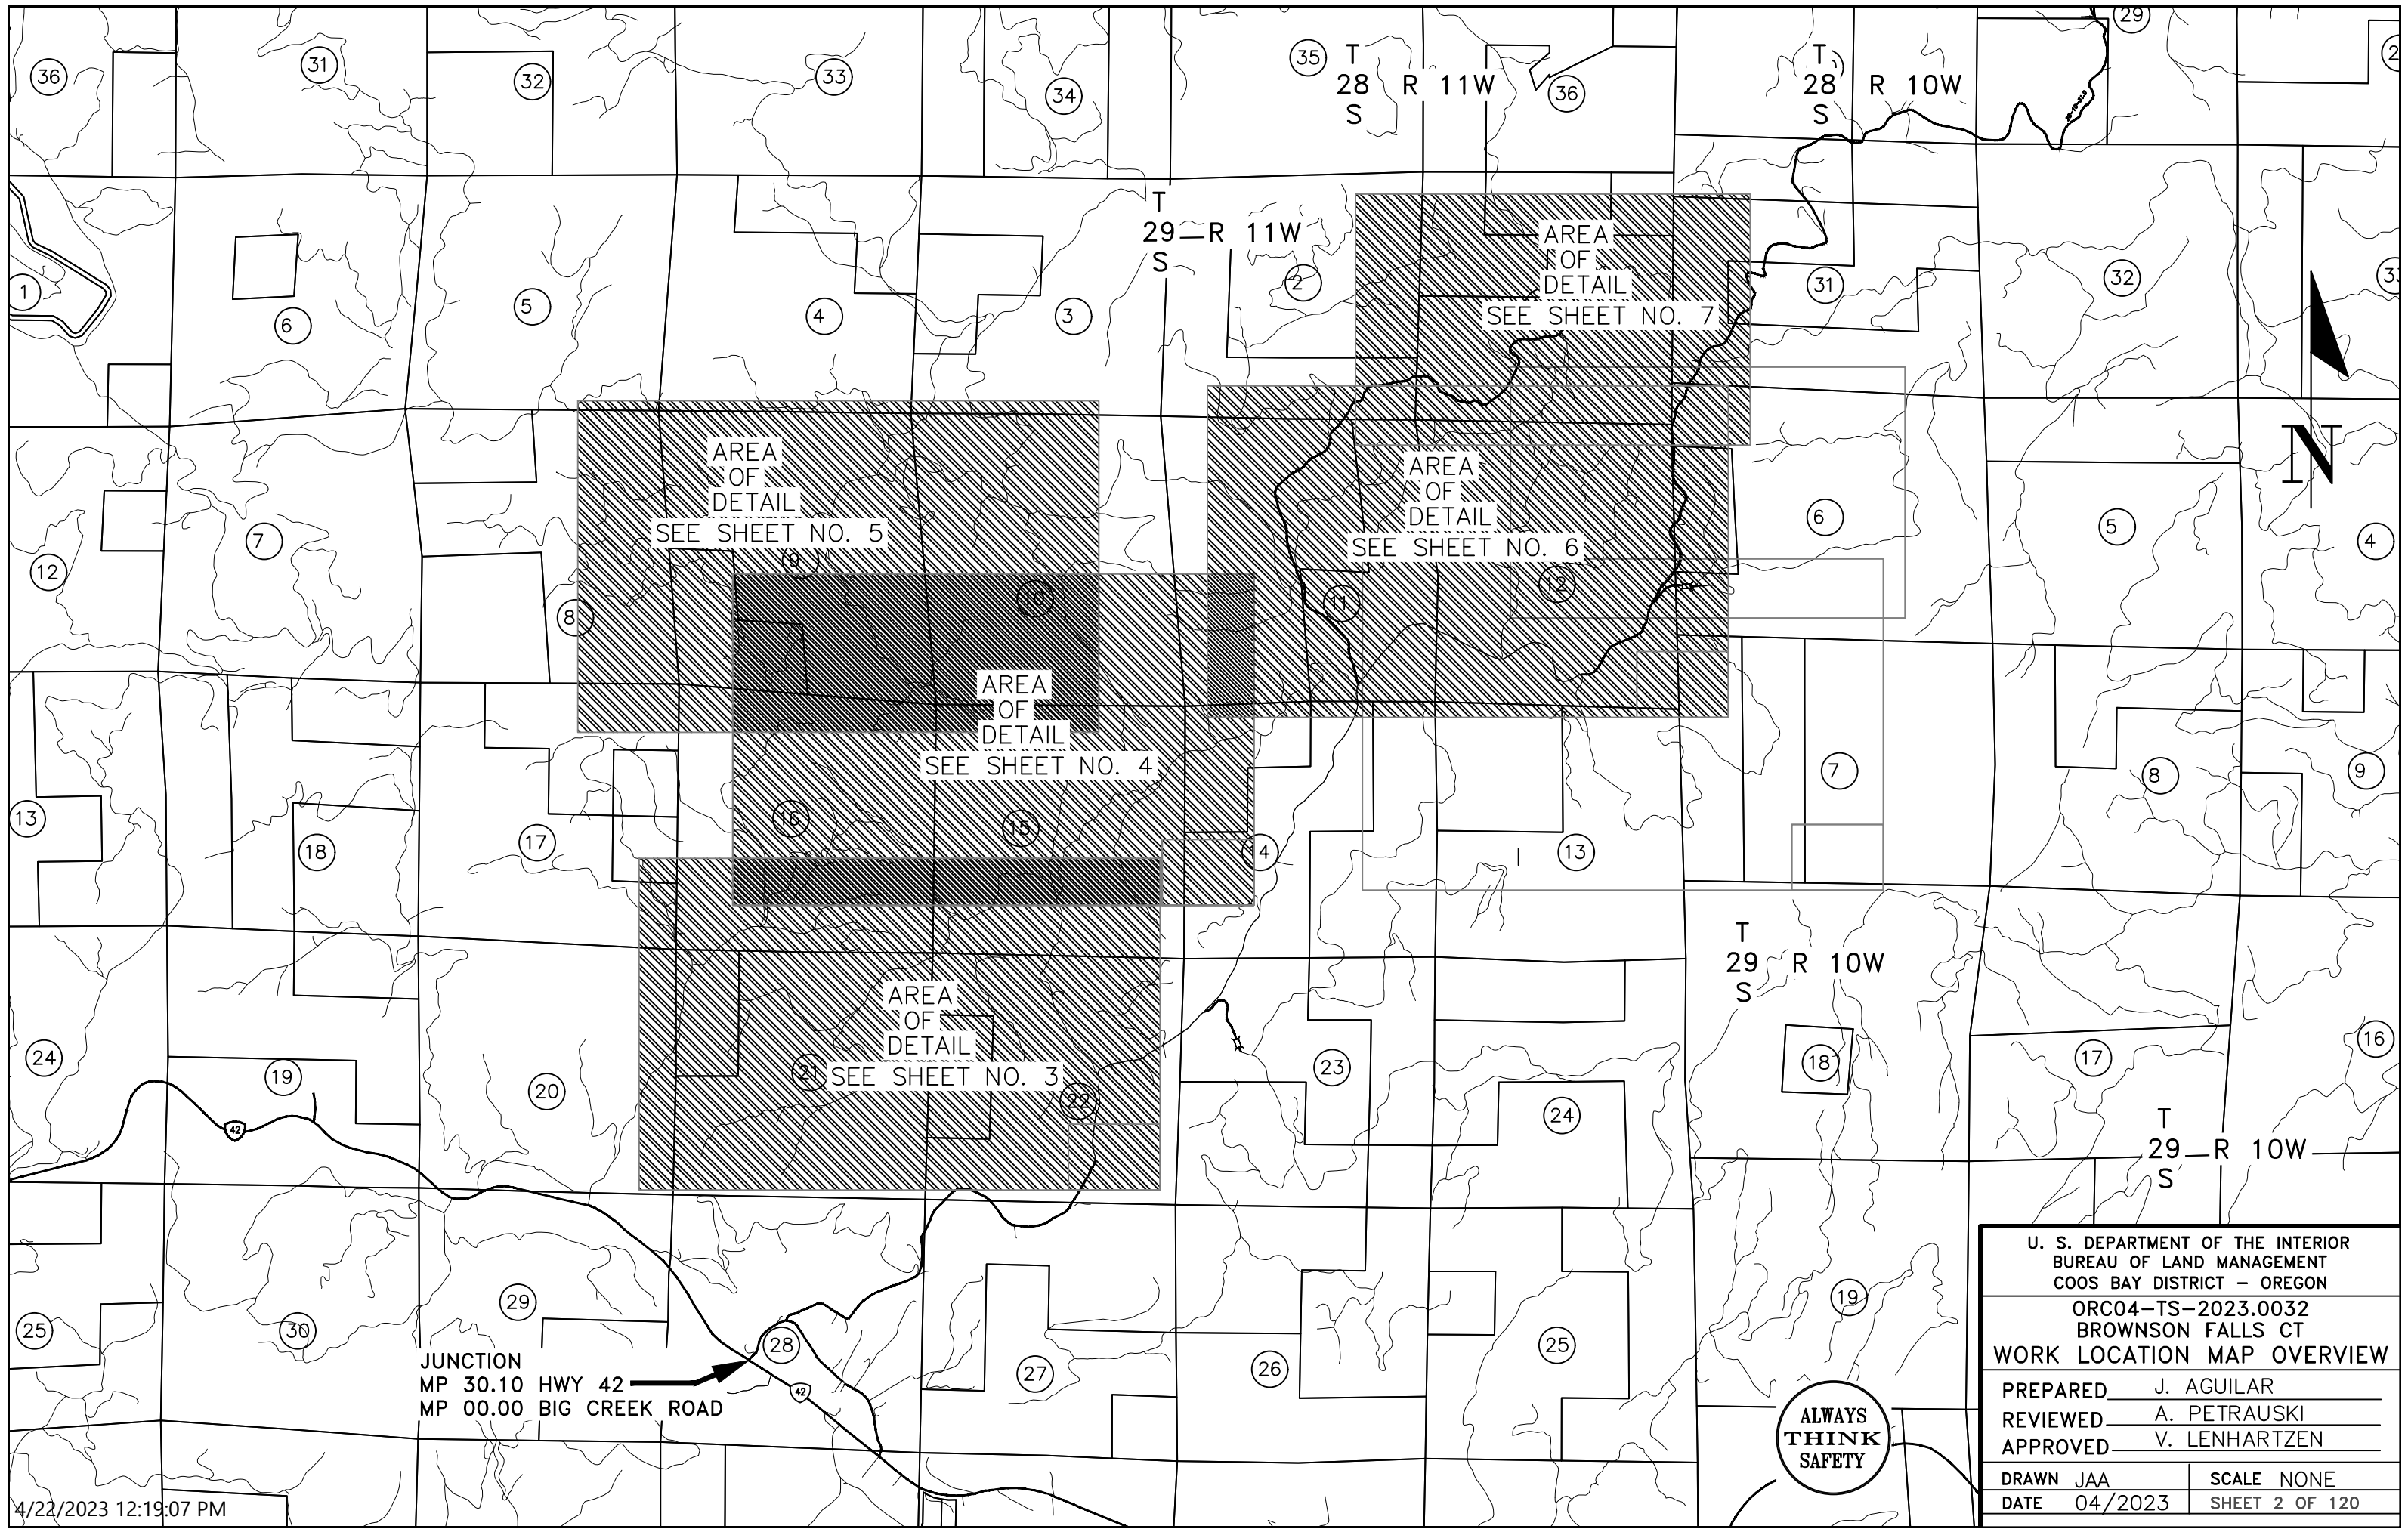 36
31
32
33
34
35
T
28 R 11W
S
36
T
28 R 10W
S
29
1
6
5
4
3
T
29 R 11W
S
2
AREA
OF
DETAIL
SEE SHEET NO. 7
31
32
N
12
7
8
AREA
OF
DETAIL
SEE SHEET NO. 5
9
10
AREA
OF
DETAIL
SEE SHEET NO. 6
11
12
6
5
4
13
18
17
16
AREA
OF
DETAIL
SEE SHEET NO. 4
15
13
7
8
9
T
29 R 10W
S
24
19
20
21
AREA
OF
DETAIL
SEE SHEET NO. 3
22
23
24
18
17
16
T
29 R 10W
S
42
25
30
29
28
27
26
25
19
JUNCTION
MP 30.10 HWY 42
MP 00.00 BIG CREEK ROAD
42
ALWAYS
THINK
SAFETY
U. S. DEPARTMENT OF THE INTERIOR
BUREAU OF LAND MANAGEMENT
COOS BAY DISTRICT – OREGON
ORC04–TS–2023.0032
BROWNSON FALLS CT
WORK LOCATION MAP OVERVIEW
PREPARED J. AGUILAR
REVIEWED A. PETRAUSKI
APPROVED V. LENHARTZEN
DRAWN JAA SCALE NONE
DATE 04/2023 SHEET 2 OF 120
4/22/2023 12:19:07 PM